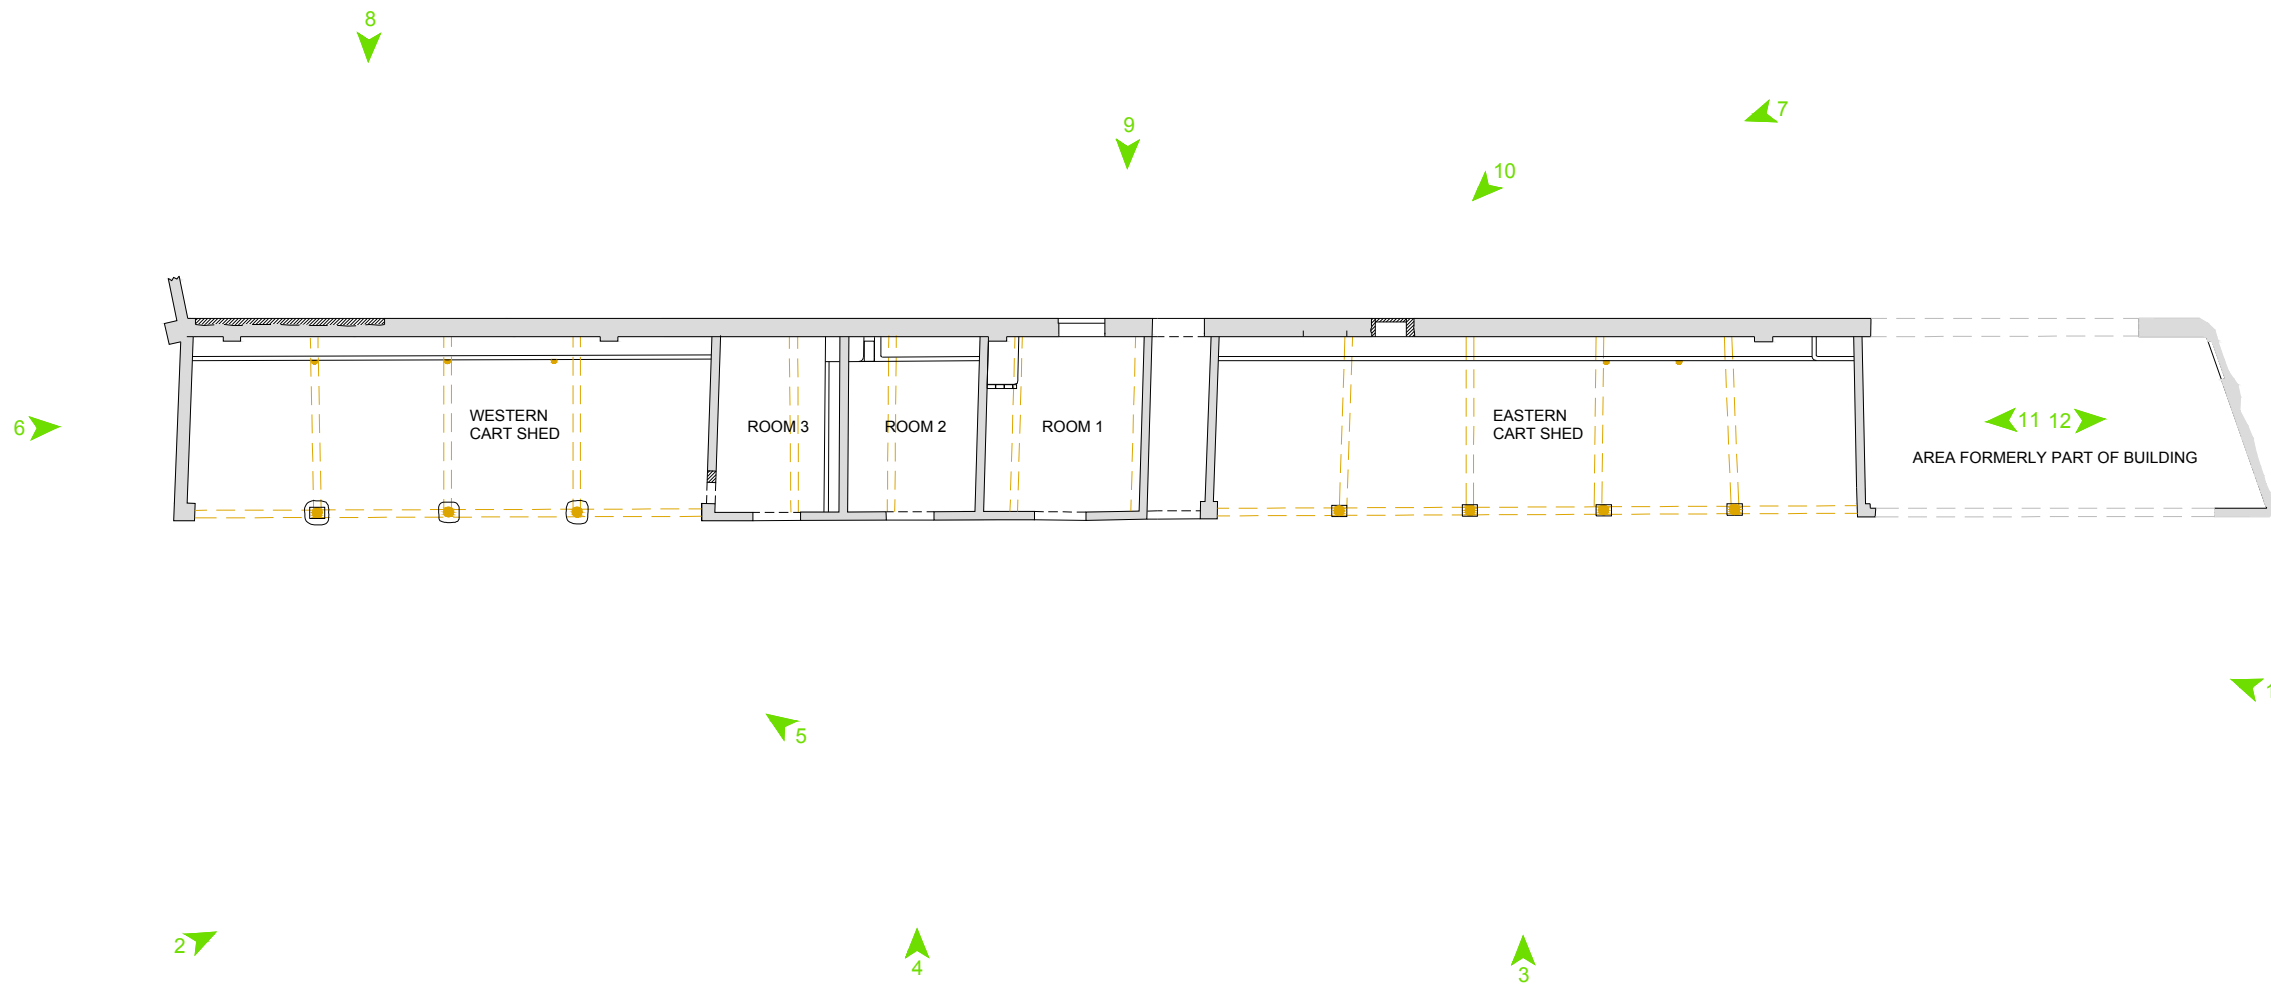 8
9
7
10
6
WESTERN
CART SHED
ROOM 3
ROOM 2
ROOM 1
EASTERN
CART SHED
11 12
AREA FORMERLY PART OF BUILDING
5
2
4
3